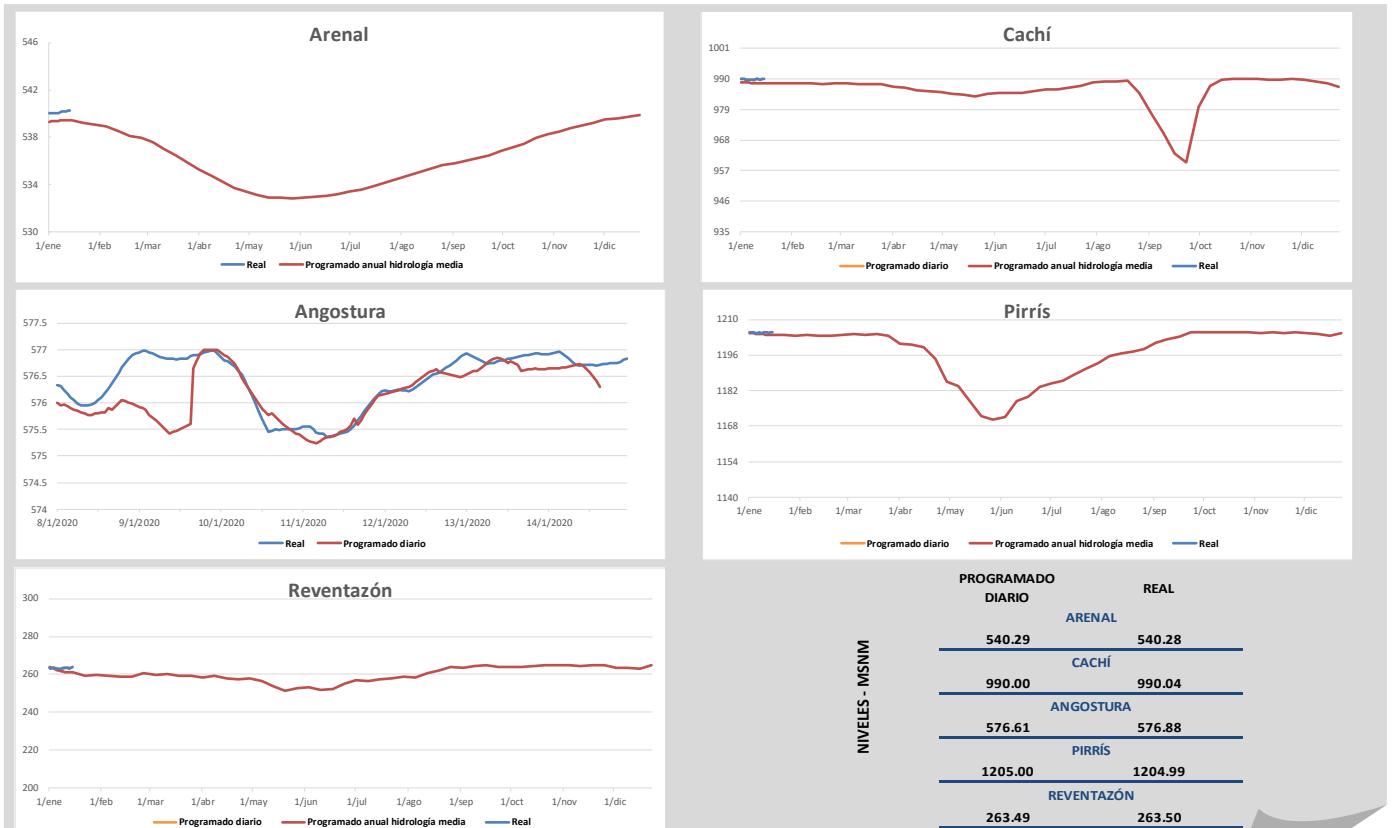 Arenal
546
542
538
534
530
1/ene 1/feb 1/mar 1/abr 1/may 1/jun 1/jul 1/ago 1/sep 1/oct 1/nov 1/dic
Real Programado anual hidrología media
Cachí
1001
990
979
968
957
946
935
1/ene 1/feb 1/mar 1/abr 1/may 1/jun 1/jul 1/ago 1/sep 1/oct 1/nov 1/dic
Programado diario Programado anual hidrología media Real
Angostura
577.5
577
576.5
576
575.5
575
574.5
574
8/1/2020 9/1/2020 10/1/2020 11/1/2020 12/1/2020 13/1/2020 14/1/2020
Real Programado diario
Pirrís
1210
1196
1182
1168
1154
1140
1/ene 1/feb 1/mar 1/abr 1/may 1/jun 1/jul 1/ago 1/sep 1/oct 1/nov 1/dic
Programado diario Programado anual hidrología media Real
Reventazón
300
280
260
240
220
200
1/ene 1/feb 1/mar 1/abr 1/may 1/jun 1/jul 1/ago 1/sep 1/oct 1/nov 1/dic
Programado diario Programado anual hidrología media Real
NIVELES - MSNM
PROGRAMADO
DIARIO
REAL
ARENAL
540.29 540.28
CACHÍ
990.00 990.04
ANGOSTURA
576.61 576.88
PIRRÍS
1205.00 1204.99
REVENTAZÓN
263.49 263.50